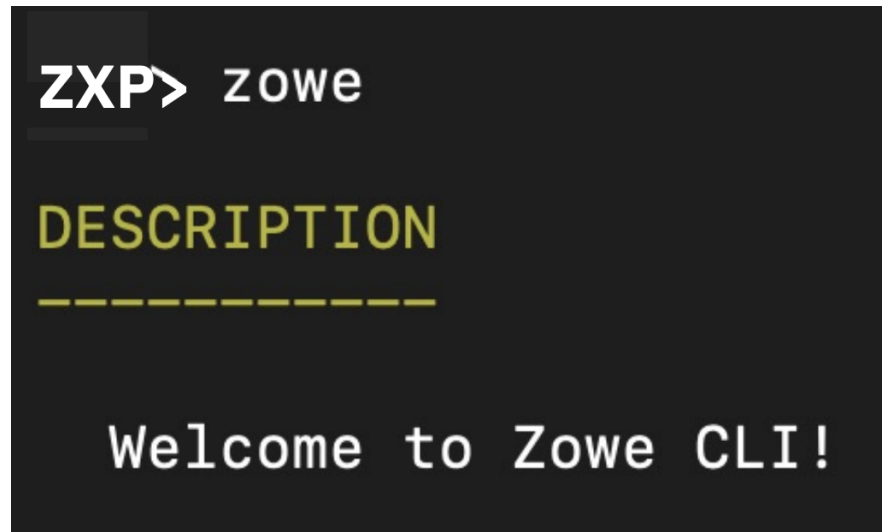 ZXP> zowe
DESCRIPTION
-----------
Welcome to Zowe CLI!